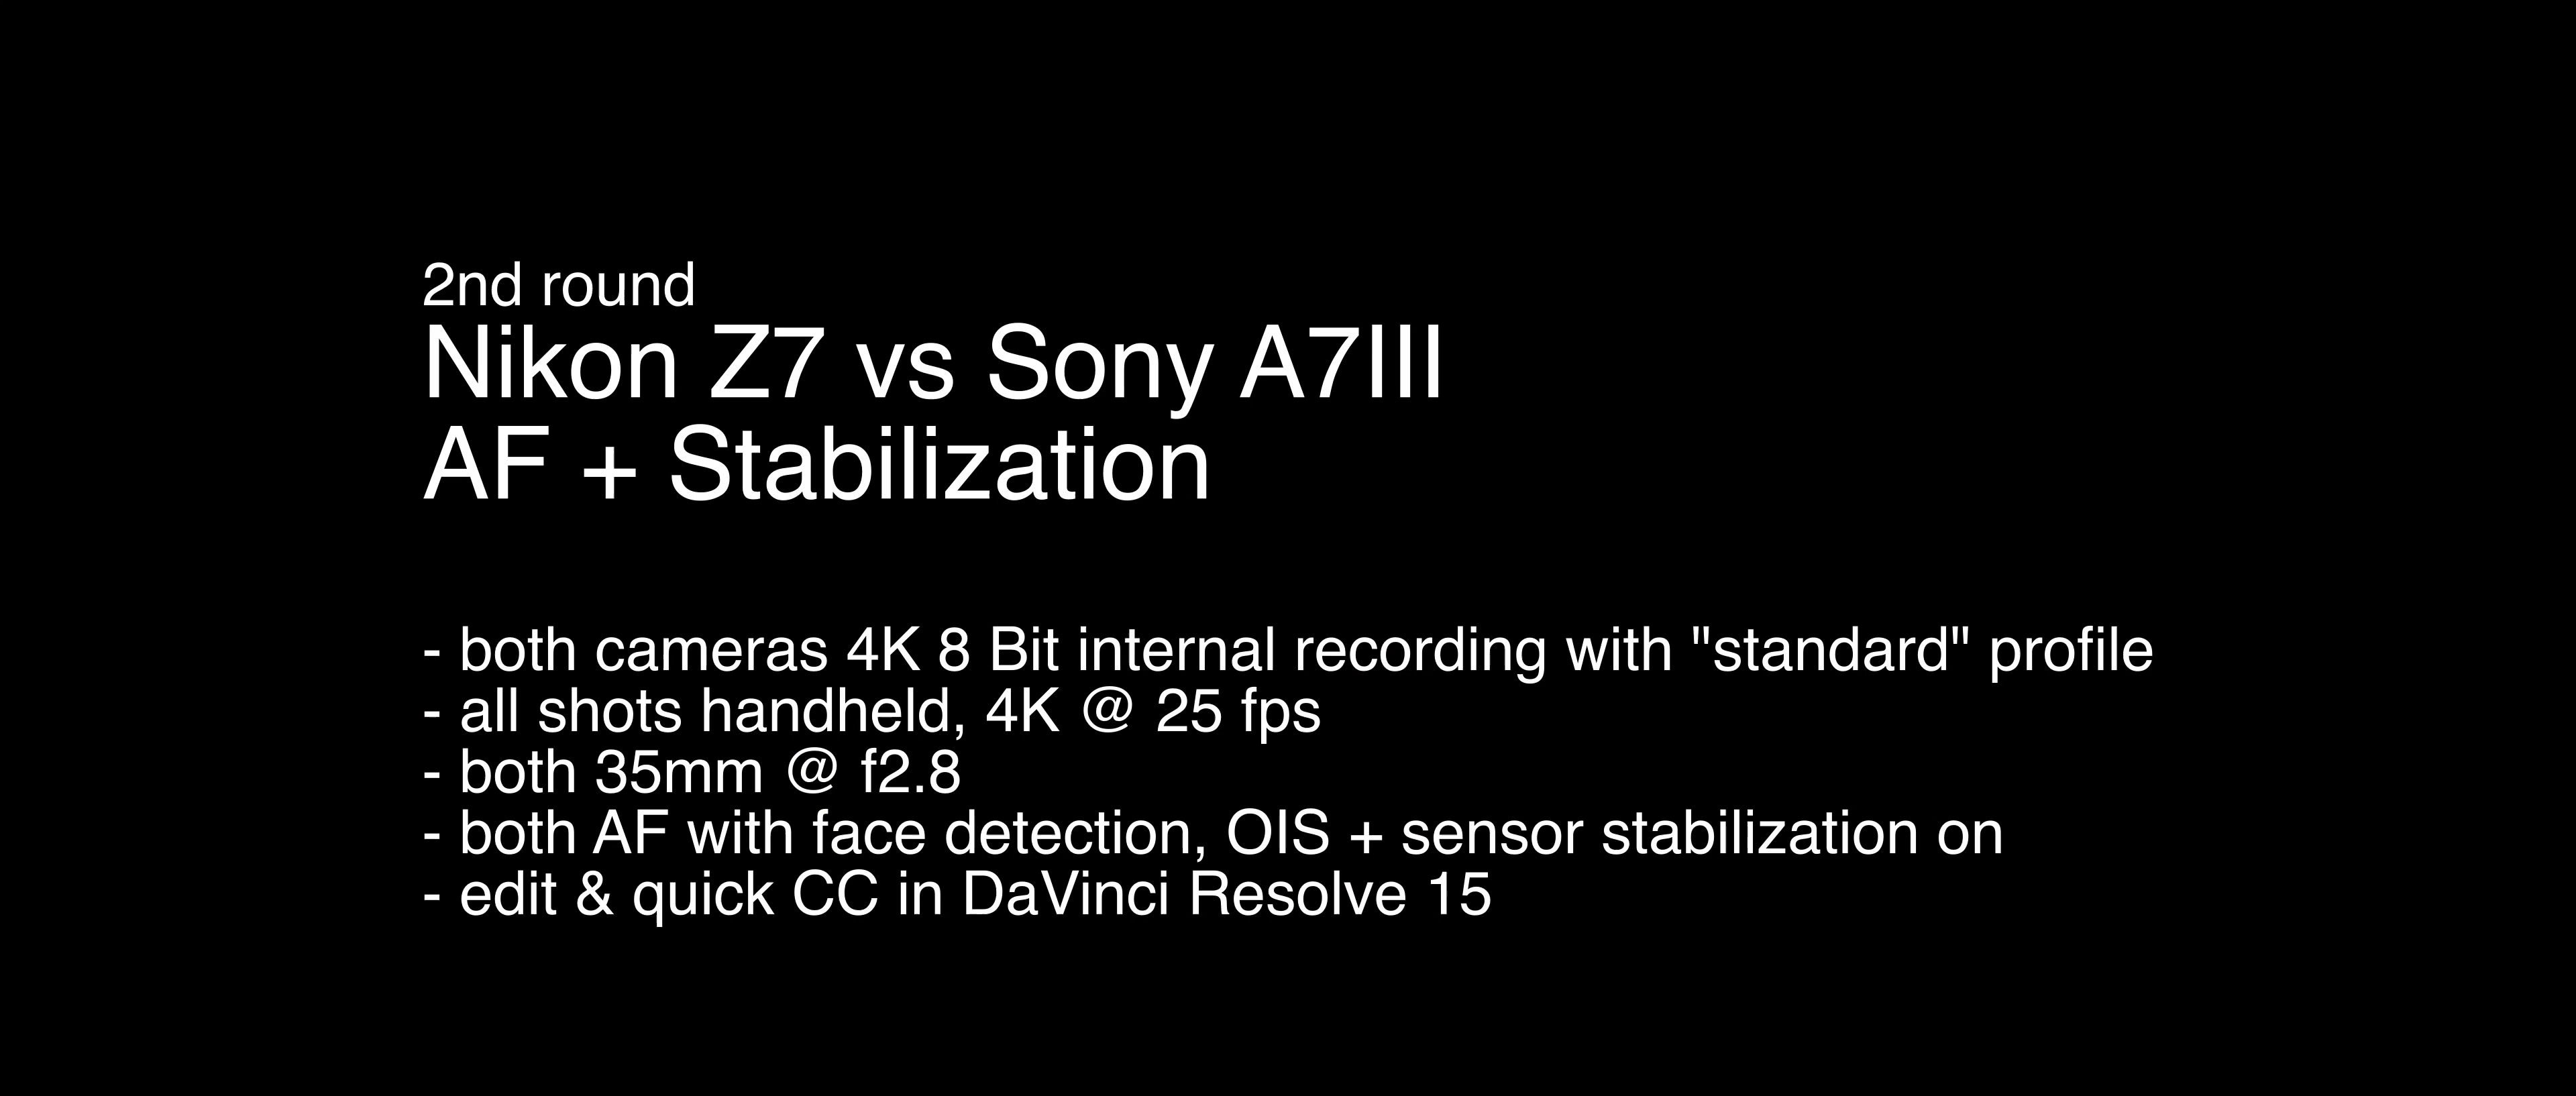 2nd round
Nikon Z7 vs Sony A7III
AF + Stabilization
- both cameras 4K 8 Bit internal recording with "standard" profile
- all shots handheld, 4K @ 25 fps
- both 35mm @ f2.8
- both AF with face detection, OIS + sensor stabilization on
- edit & quick CC in DaVinci Resolve 15